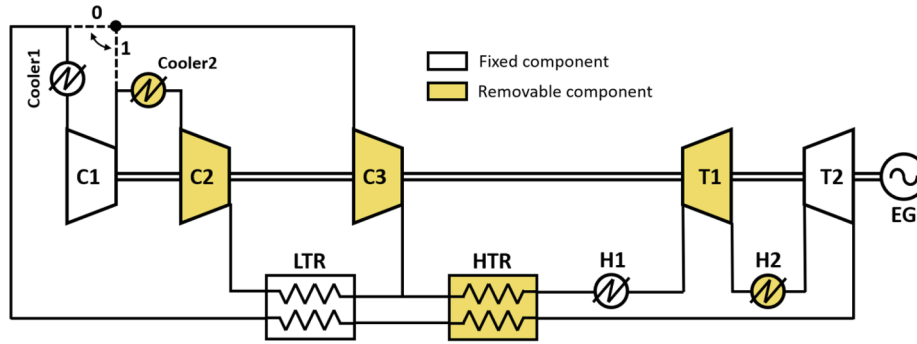 0
1
Cooler1
Cooler2
Fixed component
Removable component
C1
C2
C3
T1
T2
EG
LTR
HTR
H1
H2